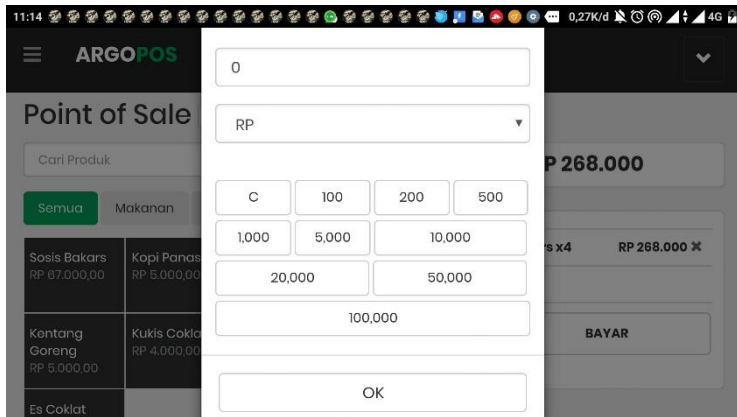 11:14 0,27K/d 4G
ARGOPOS
Point of Sale
Cari Produk
Semua Makanan
Sosis Bakars
RP 67.000,00
Kopi Panas
RP 5.000,00
Kentang
Goreng
RP 5.000,00
Kukis Cokla
RP 4.000,00
Es Coklat
0
RP
C 100 200 500
1,000 5,000 10,000
20,000 50,000
100,000
OK
P 268.000
s x4 RP 268.000
BAYAR